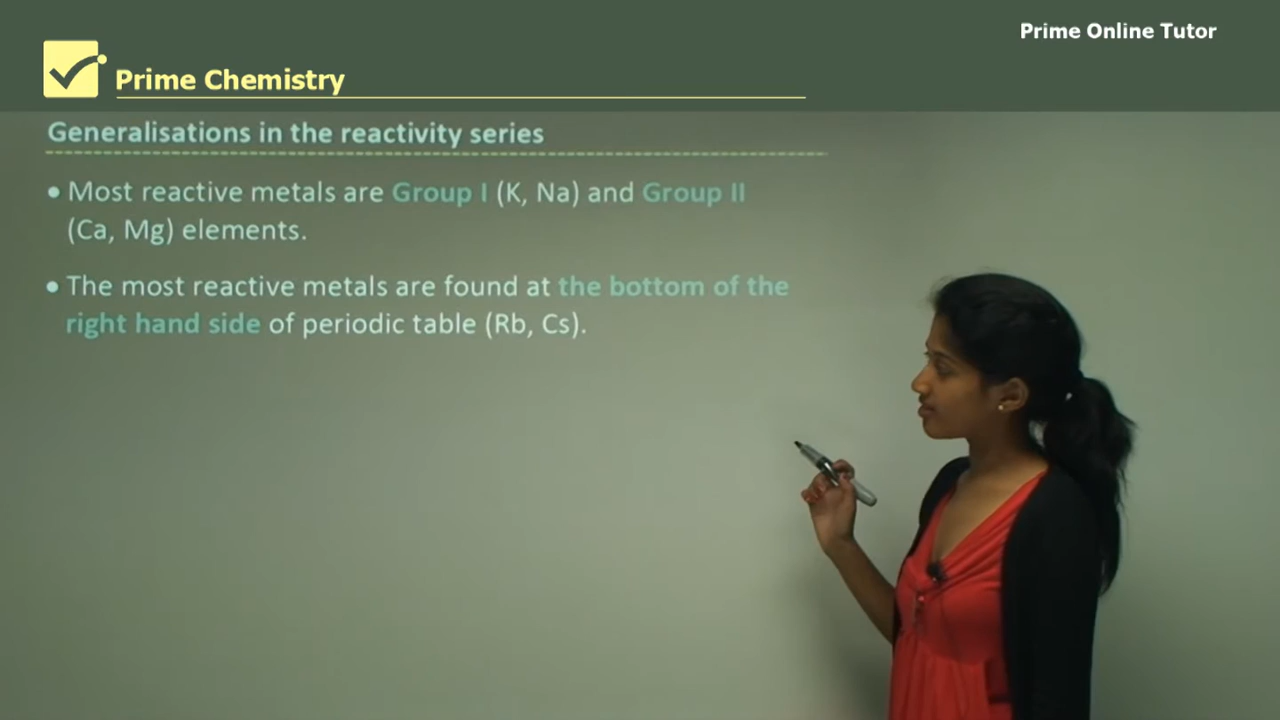 Prime Online Tutor
Prime Chemistry
Generalisations in the reactivity series
• Most reactive metals are Group I (K, Na) and Group II
(Ca, Mg) elements.
• The most reactive metals are found at the bottom of the
right hand side of periodic table (Rb, Cs).